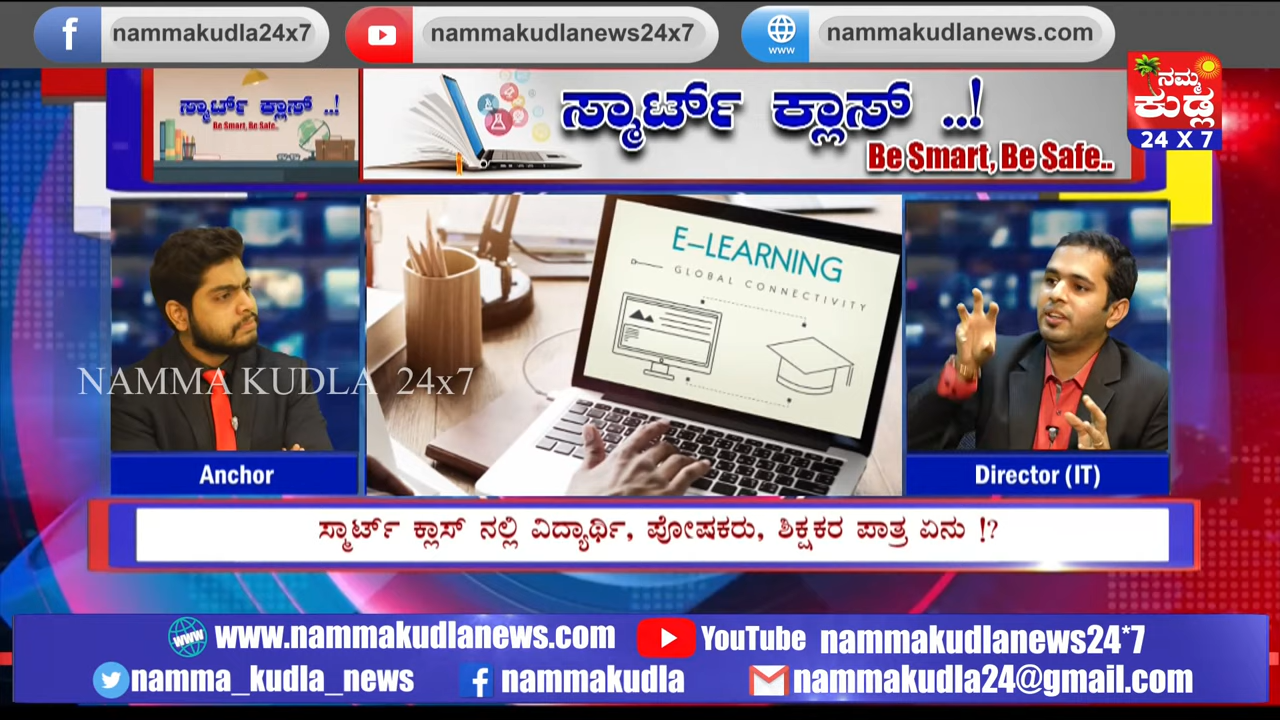 nammakudla24x7
nammakudlanews24x7
www
nammakudlanews.com
ನಮ್ಮ
ಕುಡ್ಲ
24 X 7
ಸ್ಮಾರ್ಟ್ ಕ್ಲಾಸ್ ..!
Be Smart, Be Safe..
ಸ್ಮಾರ್ಟ್ ಕ್ಲಾಸ್ ..!
Be Smart, Be Safe..
E-LEARNING
GLOBAL CONNECTIVITY
NAMMA KUDLA 24x7
Anchor
Director (IT)
ಸ್ಮಾರ್ಟ್ ಕ್ಲಾಸ್ ನಲ್ಲಿ ವಿದ್ಯಾರ್ಥಿ, ಪೋಷಕರು, ಶಿಕ್ಷಕರ ಪಾತ್ರ ಏನು !?
www www.nammakudlanews.com YouTube nammakudlanews24*7
namma_kudla_news nammakudla nammakudla24@gmail.com